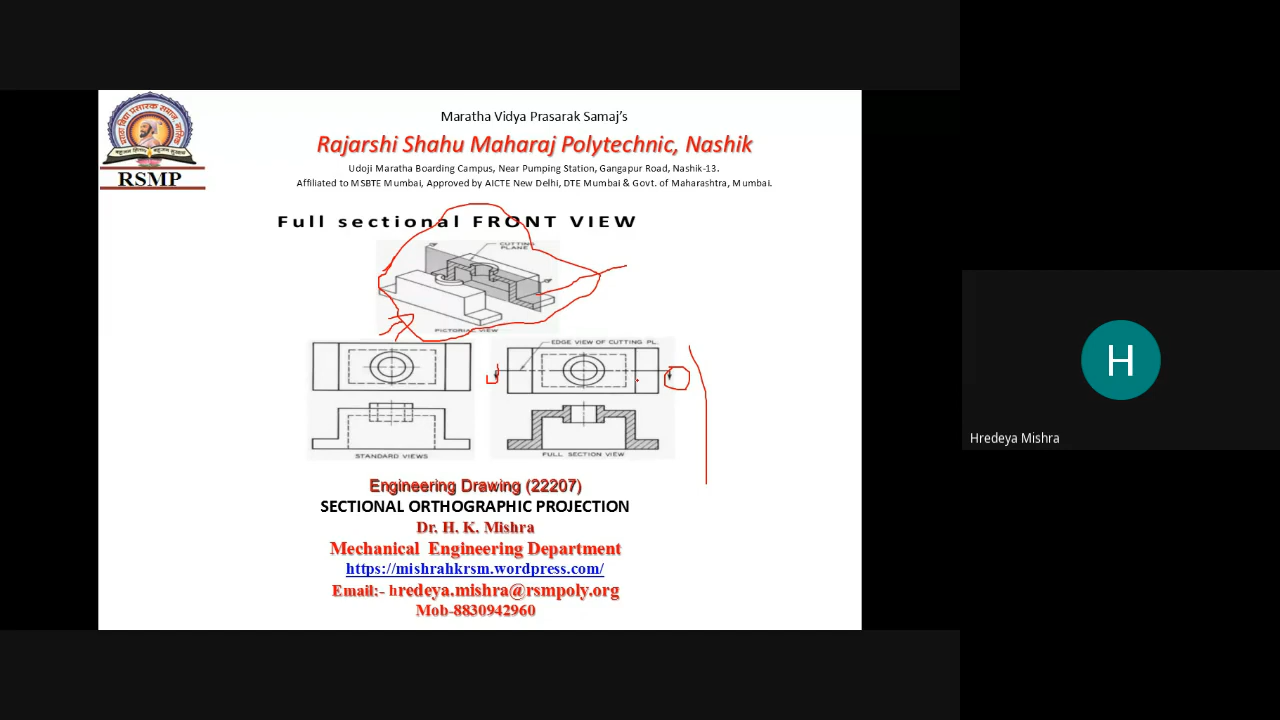 Maratha Vidya Prasarak Samaj's
Rajarshi Shahu Maharaj Polytechnic, Nashik
Udoji Maratha Boarding Campus, Near Pumping Station, Gangapur Road, Nashik-13.
Affiliated to MSBTE Mumbai, Approved by AICTE New Delhi, DTE Mumbai & Govt. of Maharashtra, Mumbai.
RSMP
Full sectional FRONT VIEW
CUTTING
PLANE
PICTORIAL VIEW
EDGE VIEW OF CUTTING PL.
STANDARD VIEWS
FULL SECTION VIEW
Engineering Drawing (22207)
SECTIONAL ORTHOGRAPHIC PROJECTION
Dr. H. K. Mishra
Mechanical Engineering Department
https://mishrahkrsm.wordpress.com/
Email:- hredeya.mishra@rsmpoly.org
Mob-8830942960
H
Hredeya Mishra